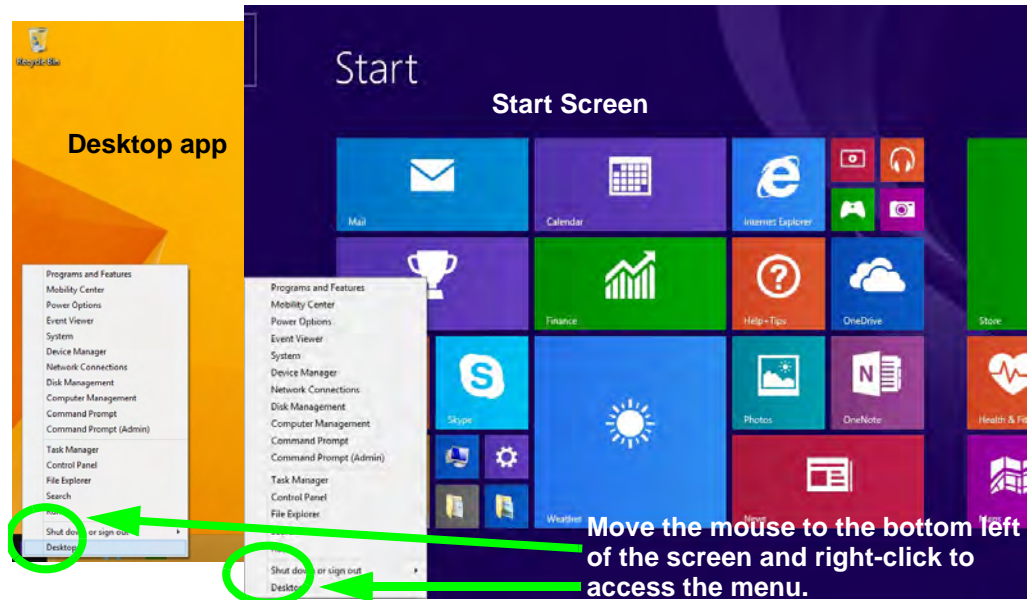 Recycle Bin
Desktop app
Programs and Features
Mobility Center
Power Options
Event Viewer
System
Device Manager
Network Connections
Disk Management
Computer Management
Command Prompt
Command Prompt (Admin)
Task Manager
Control Panel
File Explorer
Search
Shut down or sign out
Desktop
Start
Start Screen
Mail
Calendar
Internet Explorer
Finance
Help+Tips
OneDrive
Store
Skype
Photos
OneNote
Health & Fi
Weather
News
Maps
Programs and Features
Mobility Center
Power Options
Event Viewer
System
Device Manager
Network Connections
Disk Management
Computer Management
Command Prompt
Command Prompt (Admin)
Task Manager
Control Panel
File Explorer
Shut down or sign out
Desktop
Move the mouse to the bottom left
of the screen and right-click to
access the menu.